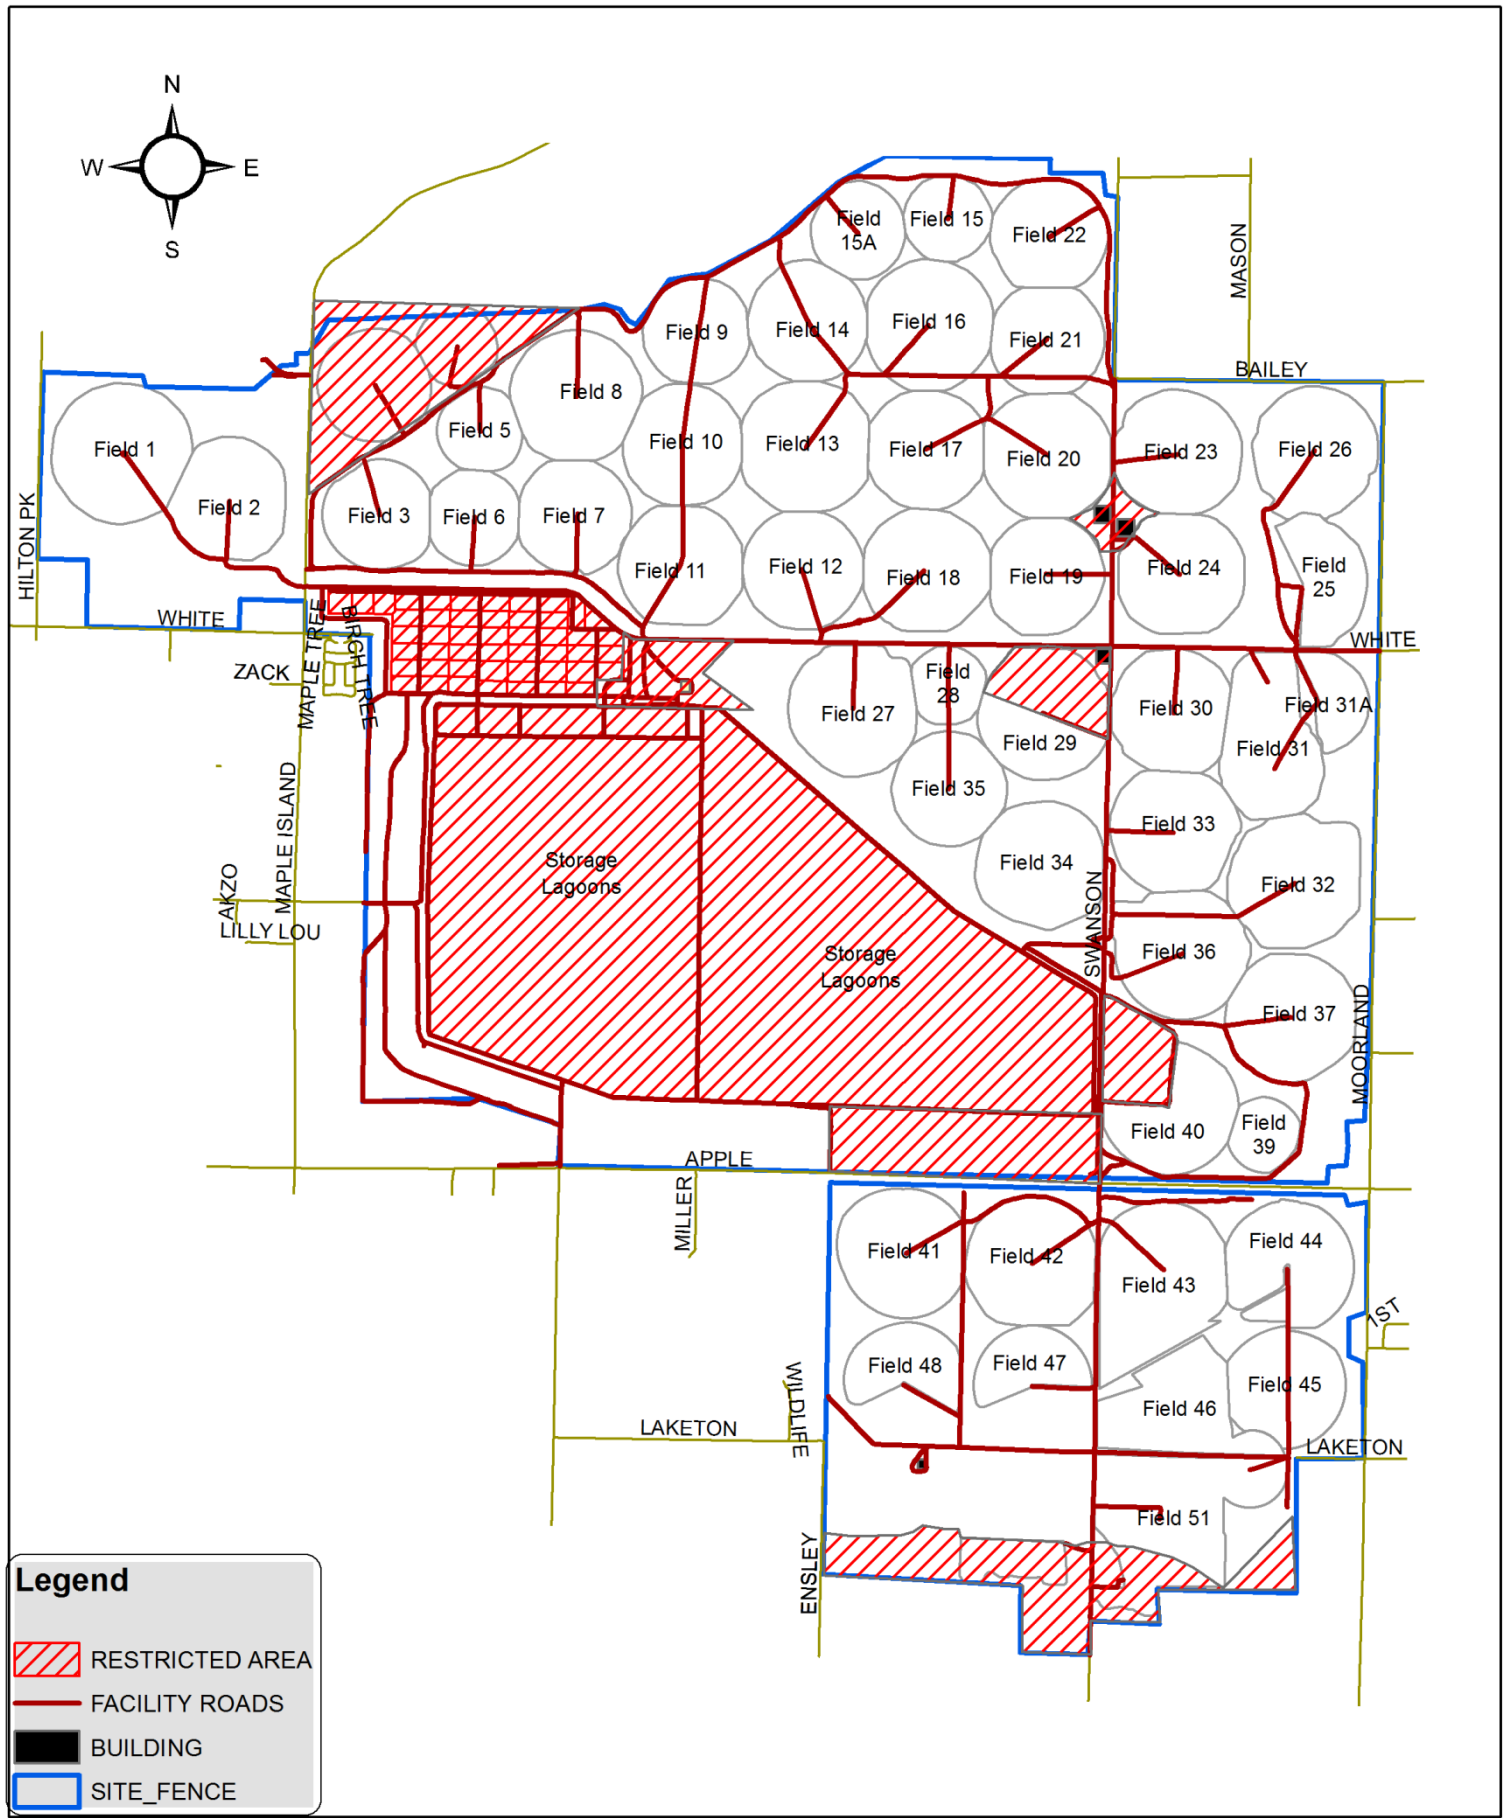 N
W
E
S
MASON
Field
15A
Field 15
Field 22
Field 9
Field 14
Field 16
Field 21
BAILEY
Field 8
Field 5
Field 1
Field 2
Field 10
Field 13
Field 17
Field 20
Field 23
Field 26
HILTON PK
Field 3
Field 6
Field 7
Field 11
Field 12
Field 18
Field 19
Field 24
Field
25
WHITE
WHITE
ZACK
MAPLE TREE
BIRCH TREE
Field 27
Field
28
Field 29
Field 30
Field 31A
Field 31
Field 35
Field 33
Field 34
Field 32
MAPLE ISLAND
AKZO
LILLY LOU
Storage
Lagoons
Storage
Lagoons
SWANSON
Field 36
Field 37
MOORLAND
Field 40
Field
39
APPLE
MILLER
Field 41
Field 42
Field 43
Field 44
1ST
Field 48
Field 47
Field 46
Field 45
WILDLIFE
LAKETON
LAKETON
Field 51
ENSLEY
Legend
RESTRICTED AREA
FACILITY ROADS
BUILDING
SITE_FENCE